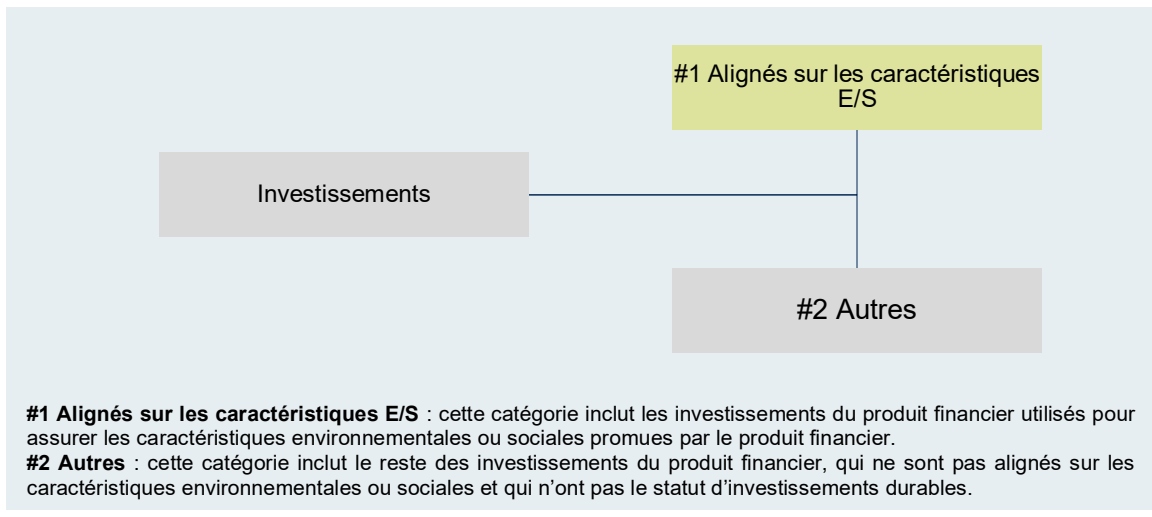 #1 Alignés sur les caractéristiques
E/S
Investissements
#2 Autres
#1 Alignés sur les caractéristiques E/S : cette catégorie inclut les investissements du produit financier utilisés pour
assurer les caractéristiques environnementales ou sociales promues par le produit financier.
#2 Autres : cette catégorie inclut le reste des investissements du produit financier, qui ne sont pas alignés sur les
caractéristiques environnementales ou sociales et qui n’ont pas le statut d’investissements durables.